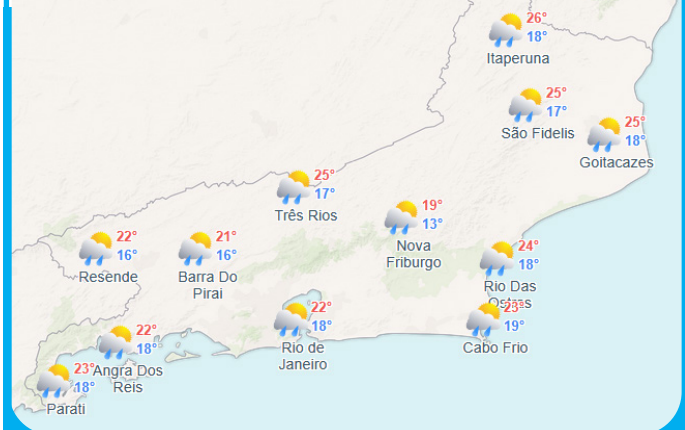 26°
18°
Itaperuna
25°
17°
São Fidelis
25°
18°
Goitacazes
25°
17°
Três Rios
19°
13°
Nova
Friburgo
22°
16°
Resende
21°
16°
Barra Do
Pirai
24°
18°
Rio Das
Ostras
22°
18°
Rio de
Janeiro
19°
Cabo Frio
22°
18°
Angra Dos
Reis
23°
18°
Parati